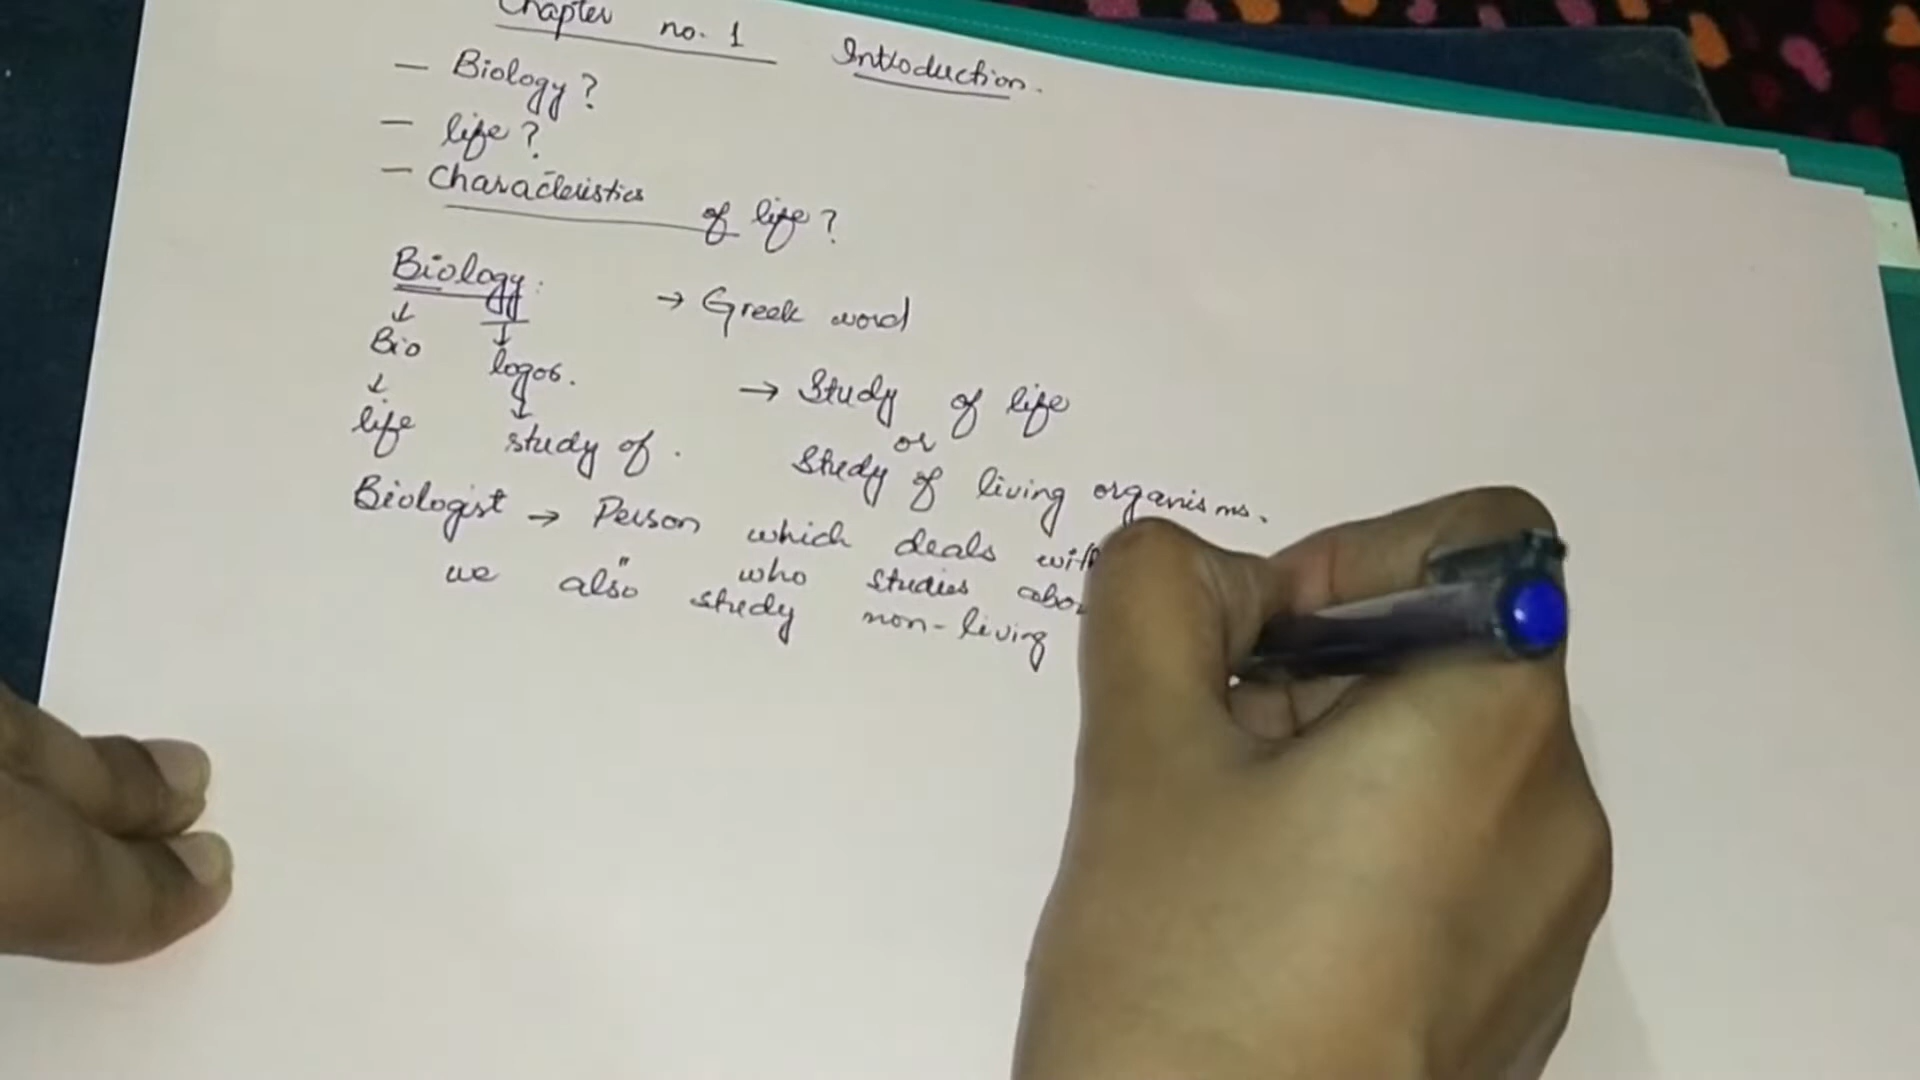 Chapter no. 1 Introduction.
— Biology?
— life?
— Characteristics of life?
Biology: → Greek word
↓ ↓
Bio logos. → Study of life
↓ ↓ or
life study of. Study of living organisms.
Biologist → Person which deals with
" who studies
we also study non-living